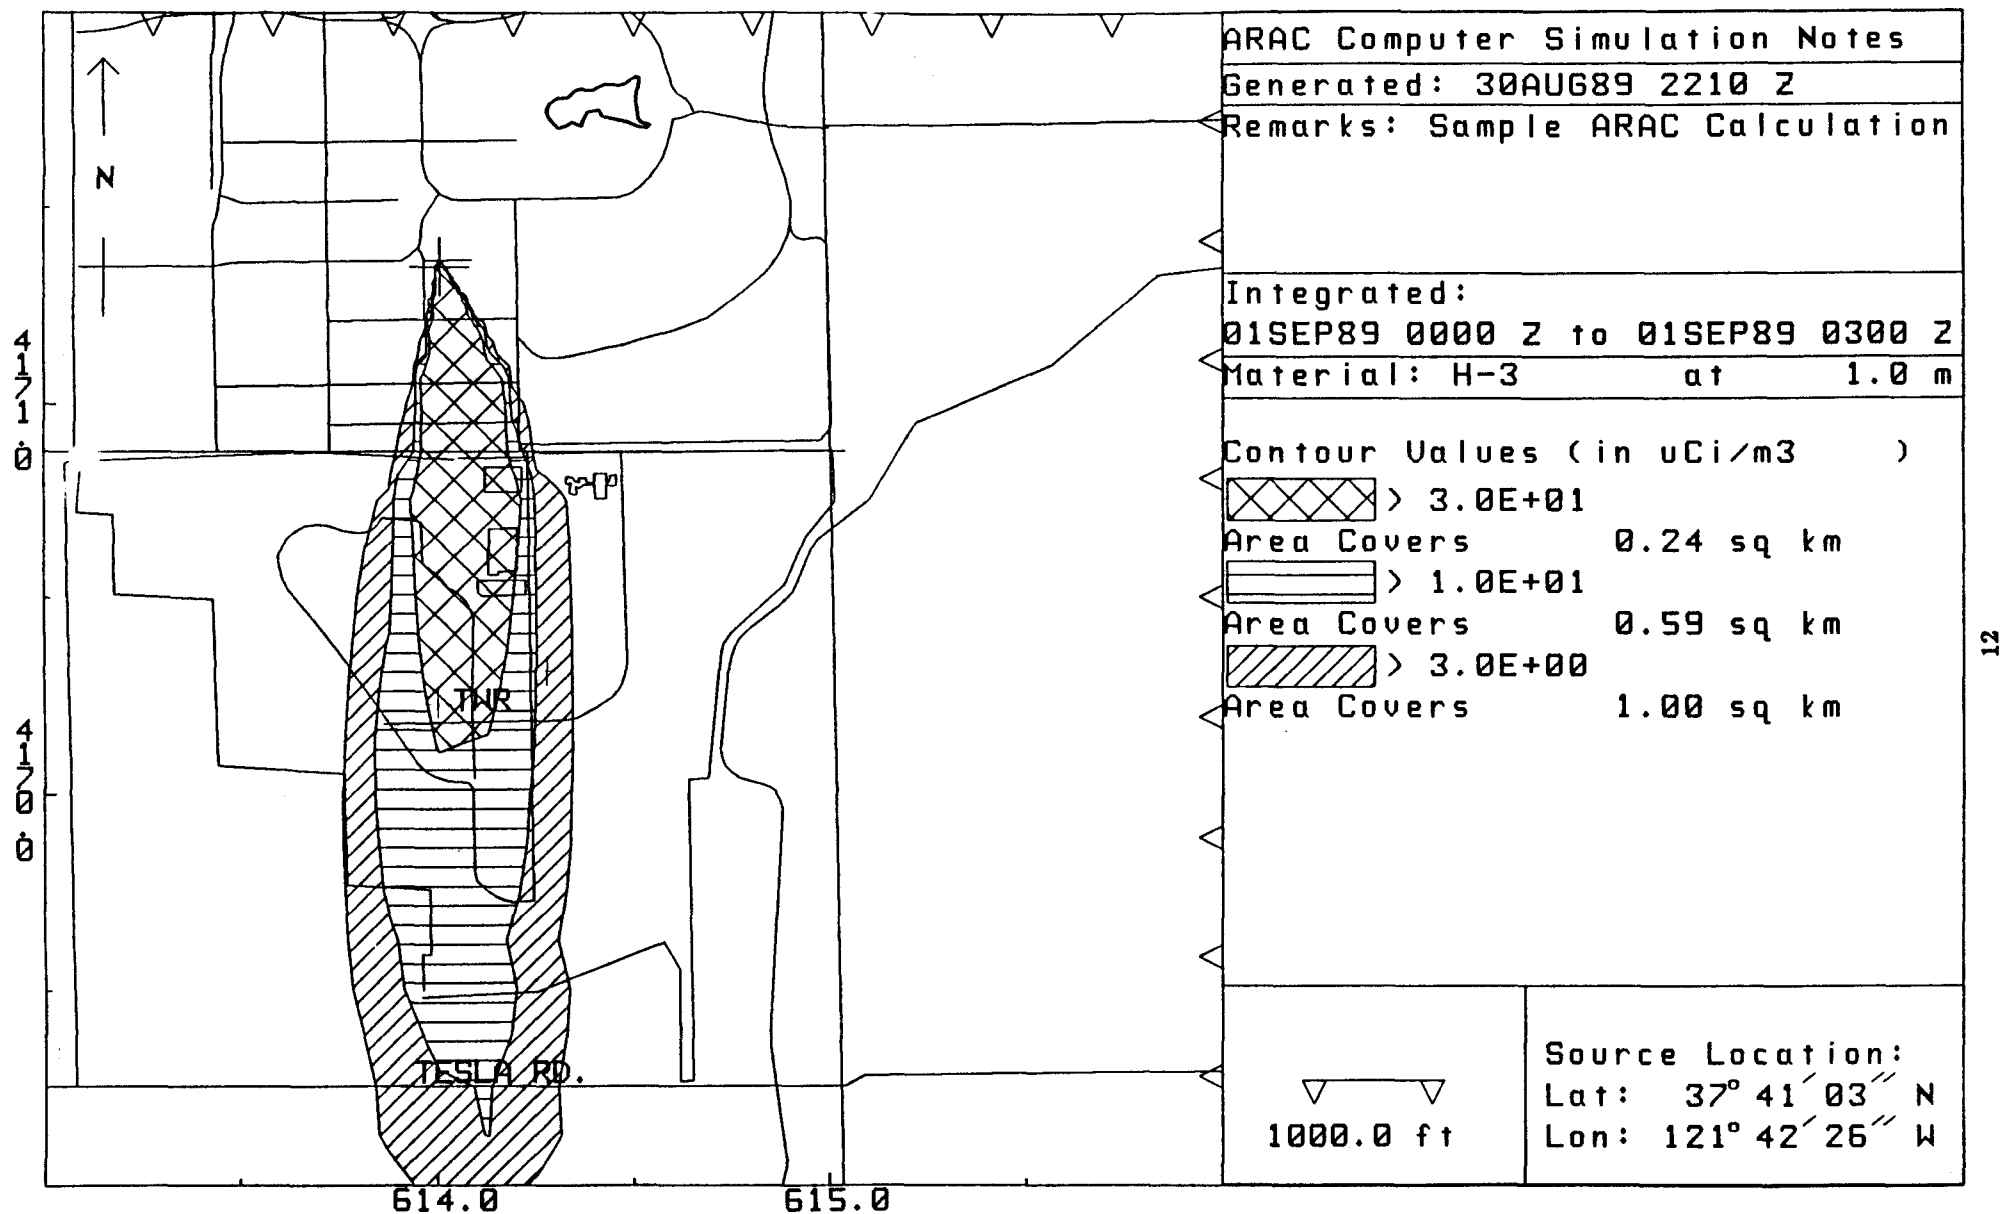 N
4171.0
4170.0
614.0
615.0
TWR
TESLA RD.
ARAC Computer Simulation Notes
Generated: 30AUG89 2210 Z
Remarks: Sample ARAC Calculation
Integrated:
01SEP89 0000 Z to 01SEP89 0300 Z
Material: H-3 at 1.0 m
Contour Values (in uCi/m3 )
> 3.0E+01
Area Covers 0.24 sq km
> 1.0E+01
Area Covers 0.59 sq km
> 3.0E+00
Area Covers 1.00 sq km
1000.0 ft
Source Location:
Lat: 37° 41′ 03″ N
Lon: 121° 42′ 26″ W
12